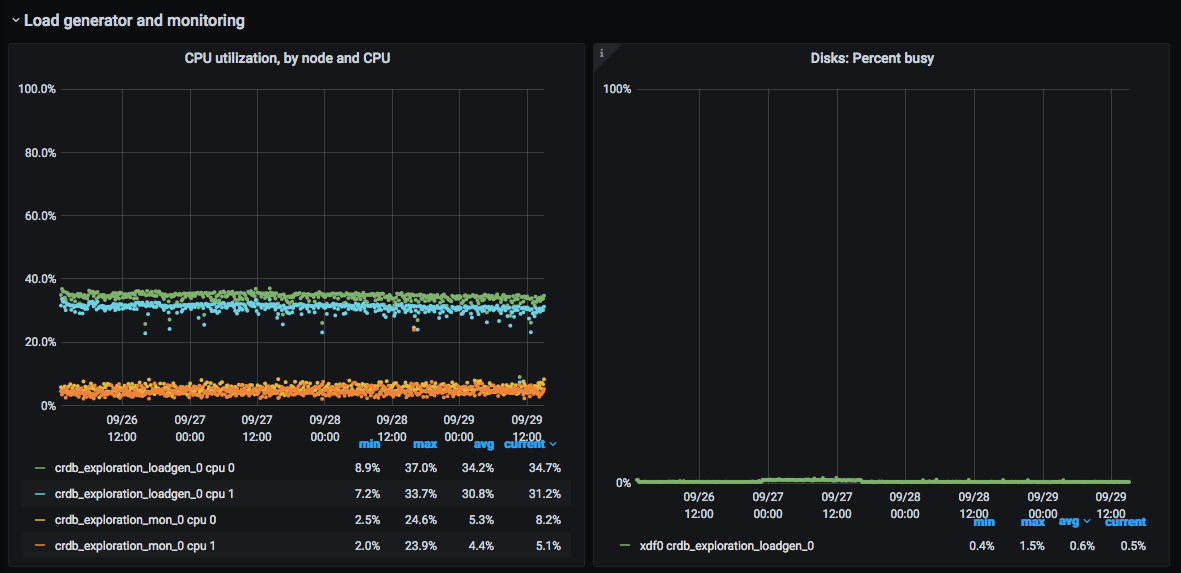 Load generator and monitoring
CPU utilization, by node and CPU
100.0%
80.0%
60.0%
40.0%
20.0%
0%
09/26 09/27 09/27 09/28 09/28 09/29 09/29
12:00 00:00 12:00 00:00 12:00 00:00 12:00
min max avg current
crdb_exploration_loadgen_0 cpu 0 8.9% 37.0% 34.2% 34.7%
crdb_exploration_loadgen_0 cpu 1 7.2% 33.7% 30.8% 31.2%
crdb_exploration_mon_0 cpu 0 2.5% 24.6% 5.3% 8.2%
crdb_exploration_mon_0 cpu 1 2.0% 23.9% 4.4% 5.1%
i
Disks: Percent busy
100%
0%
09/26 09/27 09/27 09/28 09/28 09/29 09/29
12:00 00:00 12:00 00:00 12:00 00:00 12:00
min max avg current
xdf0 crdb_exploration_loadgen_0 0.4% 1.5% 0.6% 0.5%